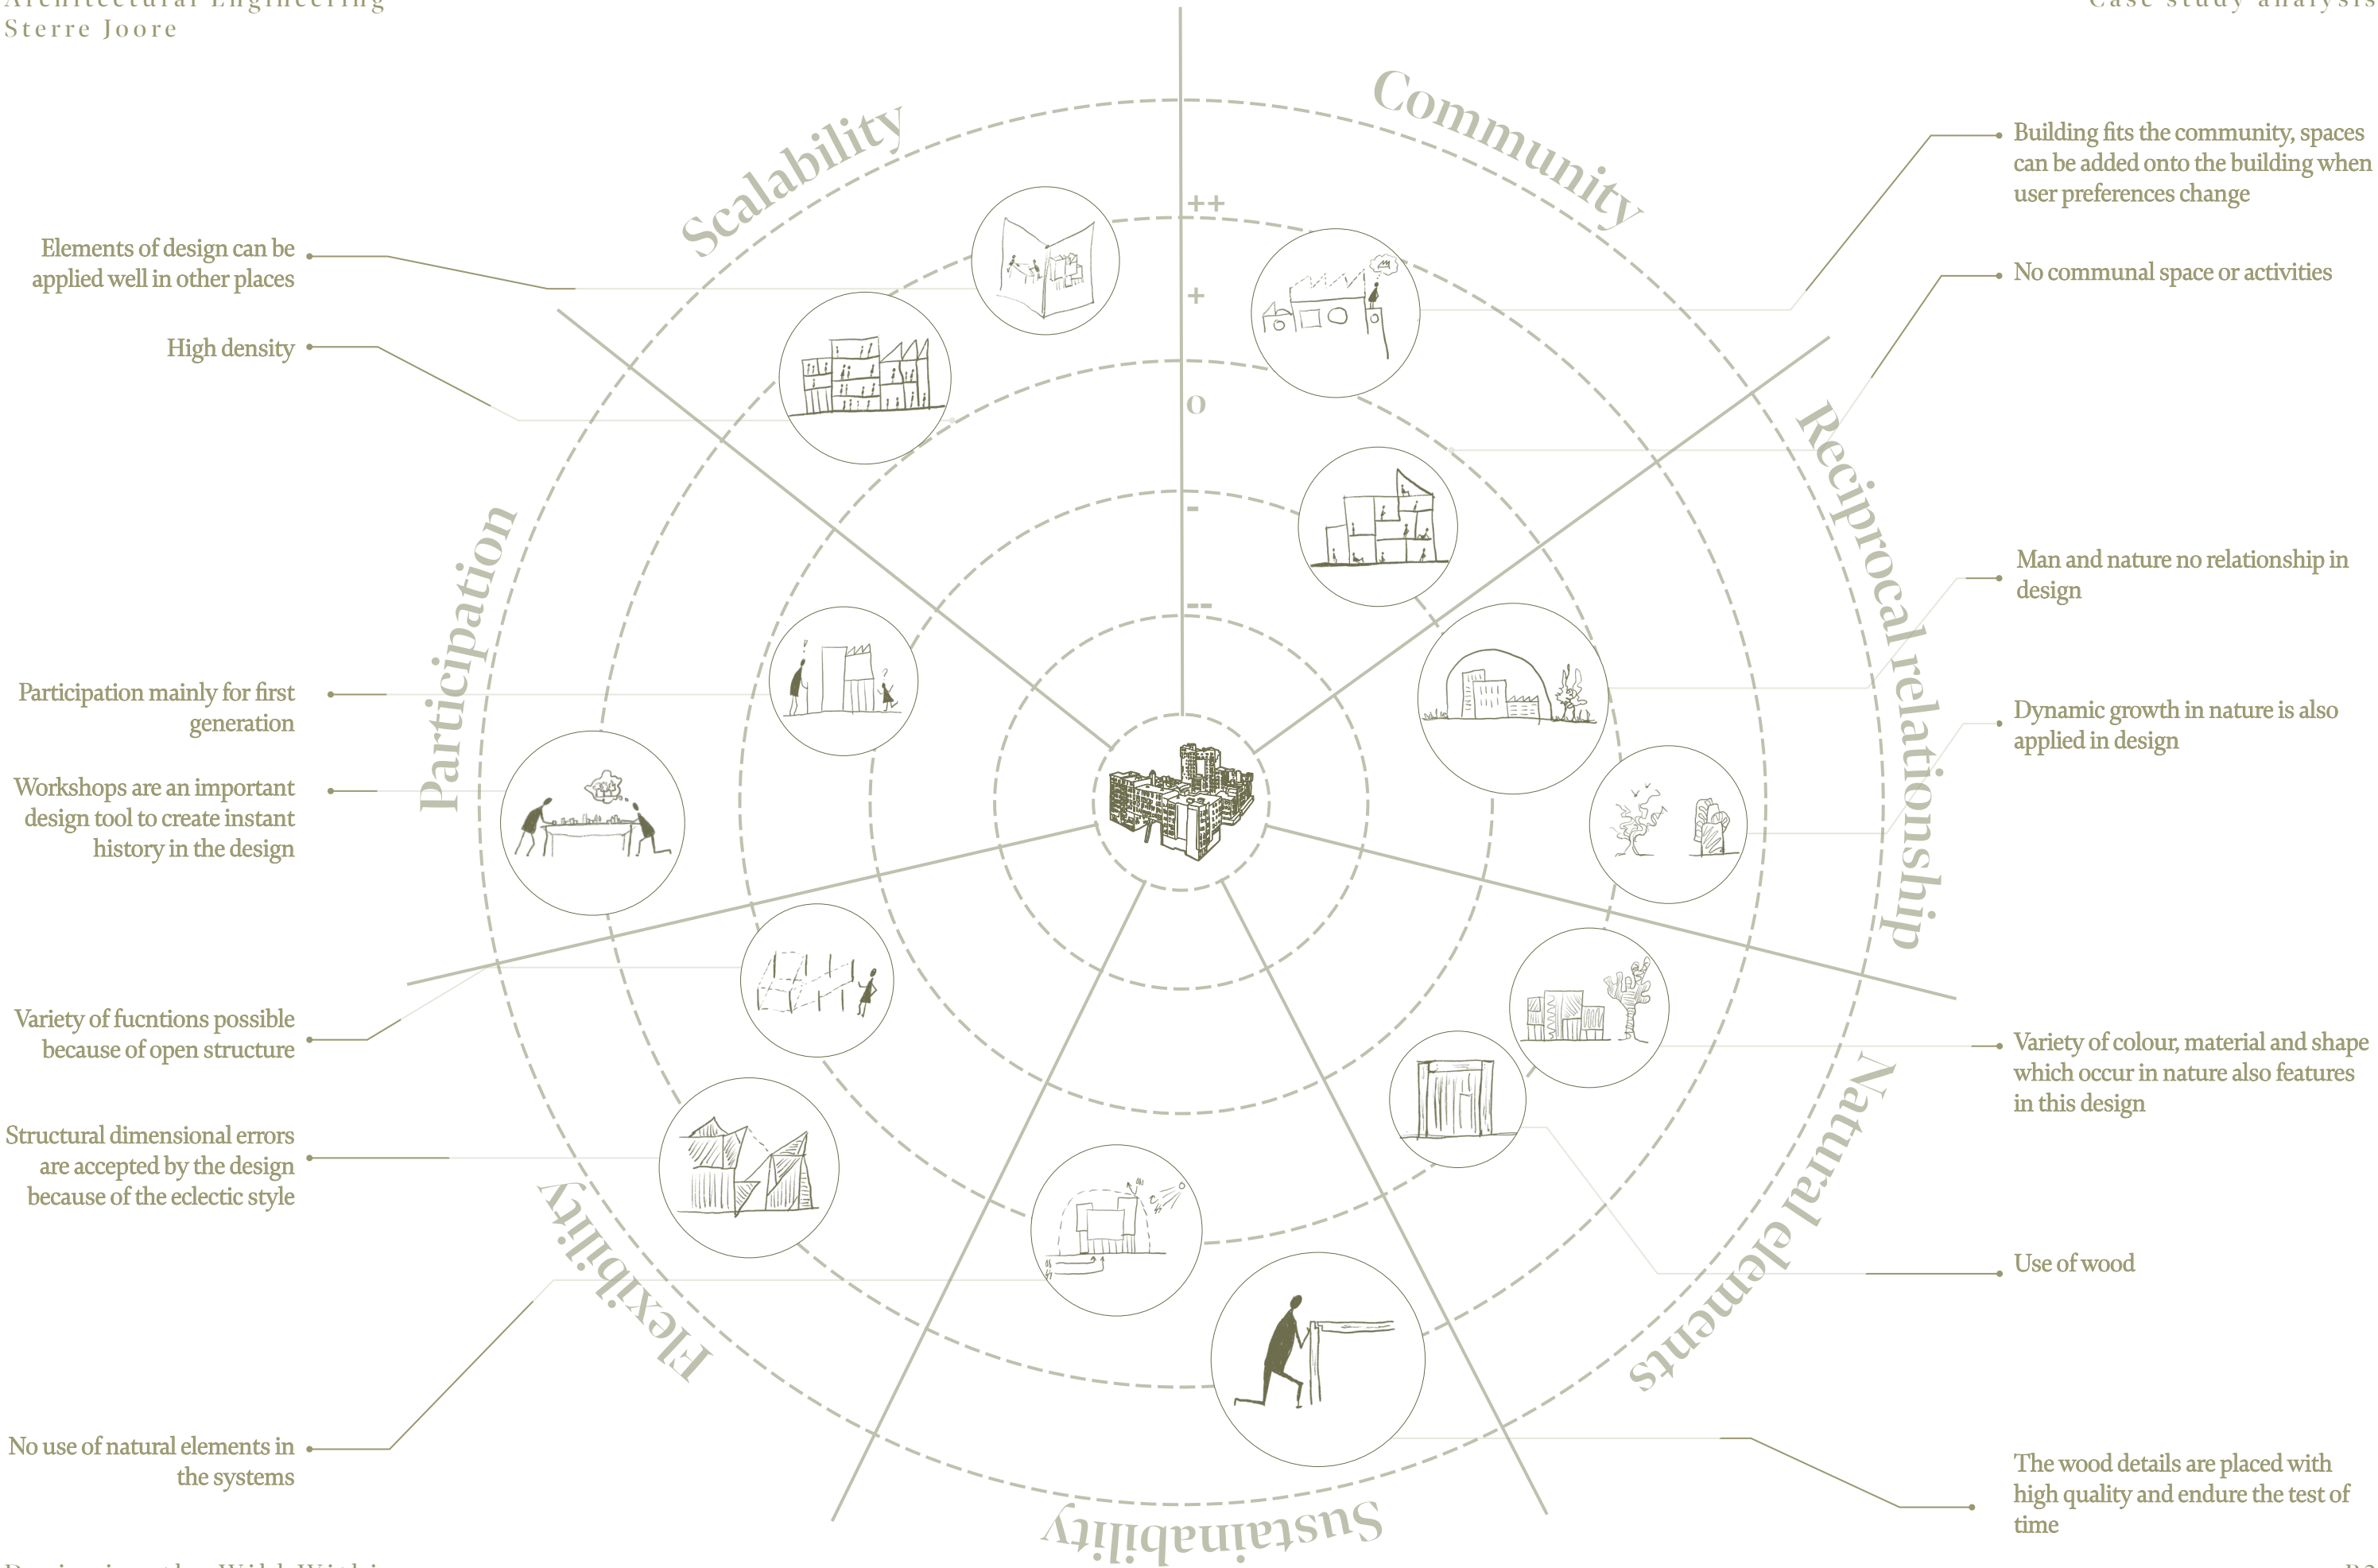 Architectural Engineering
Sterre Joore
Case study analysis
Scalability
Community
Reciprocal relationship
Natural elements
Sustainability
Flexibility
Participation
++
+
o
-
--
Elements of design can be
applied well in other places
High density
Participation mainly for first
generation
Workshops are an important
design tool to create instant
history in the design
Variety of fucntions possible
because of open structure
Structural dimensional errors
are accepted by the design
because of the eclectic style
No use of natural elements in
the systems
Building fits the community, spaces
can be added onto the building when
user preferences change
No communal space or activities
Man and nature no relationship in
design
Dynamic growth in nature is also
applied in design
Variety of colour, material and shape
which occur in nature also features
in this design
Use of wood
The wood details are placed with
high quality and endure the test of
time